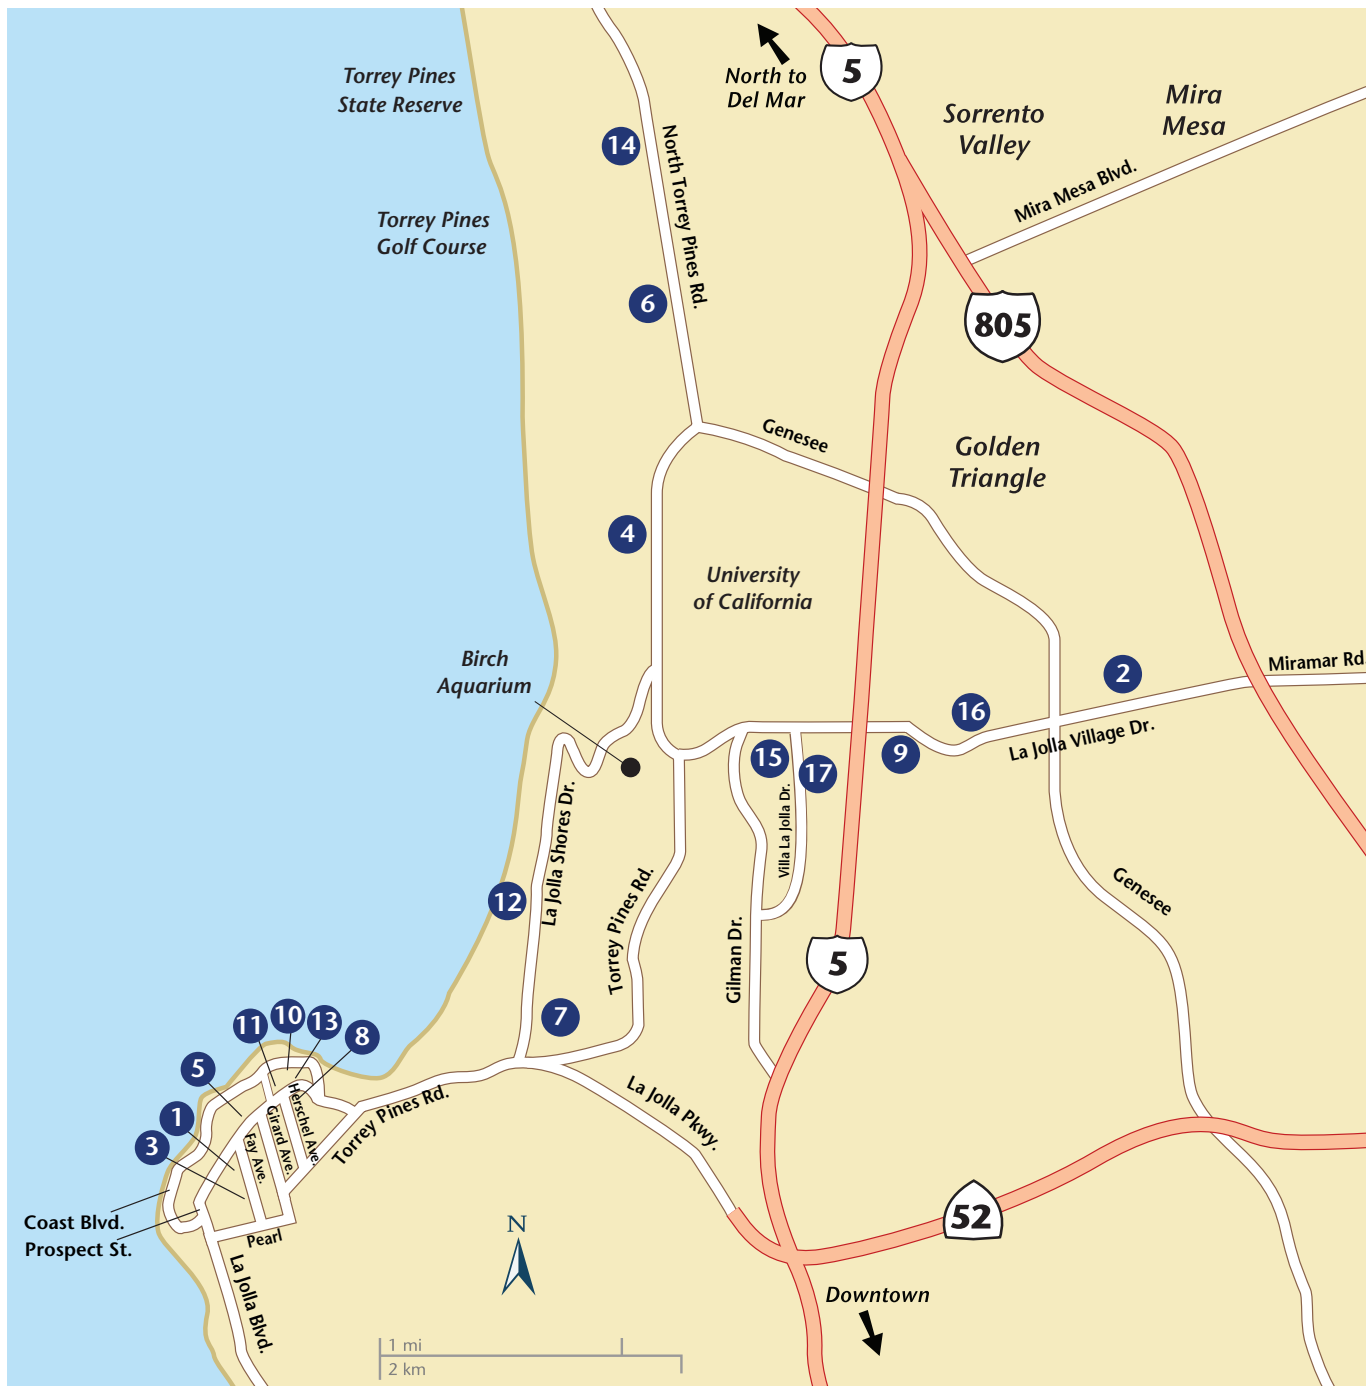 Torrey Pines
State Reserve
North to
Del Mar
5
Sorrento
Valley
Mira
Mesa
14
North Torrey Pines Rd.
Mira Mesa Blvd.
Torrey Pines
Golf Course
6
805
Genesee
Golden
Triangle
4
University
of California
Birch
Aquarium
2
Miramar Rd.
16
La Jolla Village Dr.
15
17
9
La Jolla Shores Dr.
Villa La Jolla Dr.
12
Torrey Pines Rd.
Gilman Dr.
Genesee
5
7
11
10
13
8
5
1
3
Herschel Ave.
Girard Ave.
Fay Ave.
Torrey Pines Rd.
La Jolla Pkwy.
Coast Blvd.
Prospect St.
Pearl
La Jolla Blvd.
N
52
Downtown
1 mi
2 km